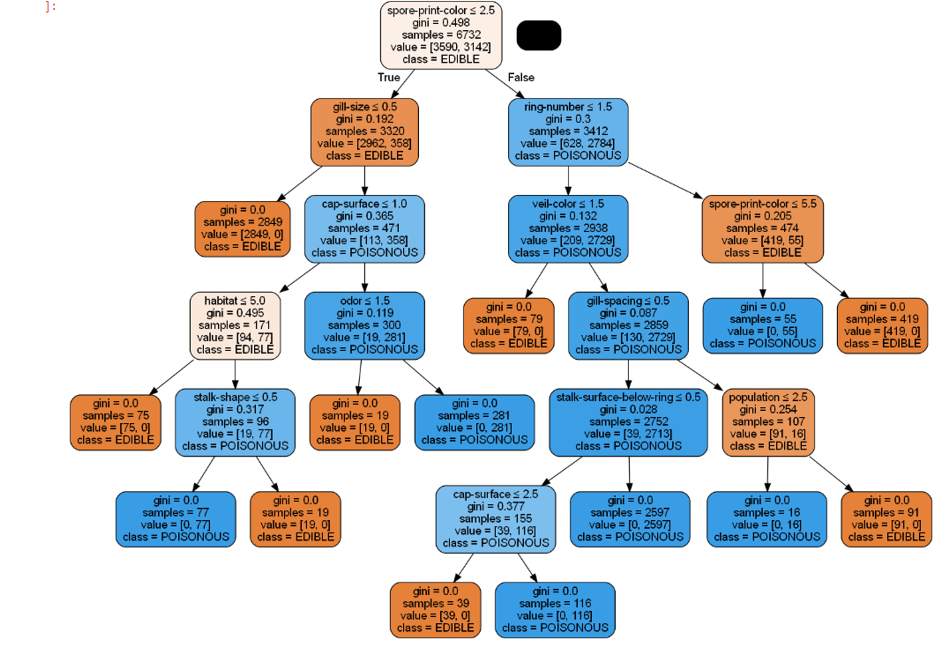 ]:
spore-print-color ≤ 2.5
gini = 0.498
samples = 6732
value = [3590, 3142]
class = EDIBLE
True
False
gill-size ≤ 0.5
gini = 0.192
samples = 3320
value = [2962, 358]
class = EDIBLE
ring-number ≤ 1.5
gini = 0.3
samples = 3412
value = [628, 2784]
class = POISONOUS
gini = 0.0
samples = 2849
value = [2849, 0]
class = EDIBLE
cap-surface ≤ 1.0
gini = 0.365
samples = 471
value = [113, 358]
class = POISONOUS
veil-color ≤ 1.5
gini = 0.132
samples = 2938
value = [209, 2729]
class = POISONOUS
spore-print-color ≤ 5.5
gini = 0.205
samples = 474
value = [419, 55]
class = EDIBLE
habitat ≤ 5.0
gini = 0.495
samples = 171
value = [94, 77]
class = EDIBLE
odor ≤ 1.5
gini = 0.119
samples = 300
value = [19, 281]
class = POISONOUS
gini = 0.0
samples = 79
value = [79, 0]
class = EDIBLE
gill-spacing ≤ 0.5
gini = 0.087
samples = 2859
value = [130, 2729]
class = POISONOUS
gini = 0.0
samples = 55
value = [0, 55]
class = POISONOUS
gini = 0.0
samples = 419
value = [419, 0]
class = EDIBLE
gini = 0.0
samples = 75
value = [75, 0]
class = EDIBLE
stalk-shape ≤ 0.5
gini = 0.317
samples = 96
value = [19, 77]
class = POISONOUS
gini = 0.0
samples = 19
value = [19, 0]
class = EDIBLE
gini = 0.0
samples = 281
value = [0, 281]
class = POISONOUS
stalk-surface-below-ring ≤ 0.5
gini = 0.028
samples = 2752
value = [39, 2713]
class = POISONOUS
population ≤ 2.5
gini = 0.254
samples = 107
value = [91, 16]
class = EDIBLE
gini = 0.0
samples = 77
value = [0, 77]
class = POISONOUS
gini = 0.0
samples = 19
value = [19, 0]
class = EDIBLE
cap-surface ≤ 2.5
gini = 0.377
samples = 155
value = [39, 116]
class = POISONOUS
gini = 0.0
samples = 2597
value = [0, 2597]
class = POISONOUS
gini = 0.0
samples = 16
value = [0, 16]
class = POISONOUS
gini = 0.0
samples = 91
value = [91, 0]
class = EDIBLE
gini = 0.0
samples = 39
value = [39, 0]
class = EDIBLE
gini = 0.0
samples = 116
value = [0, 116]
class = POISONOUS